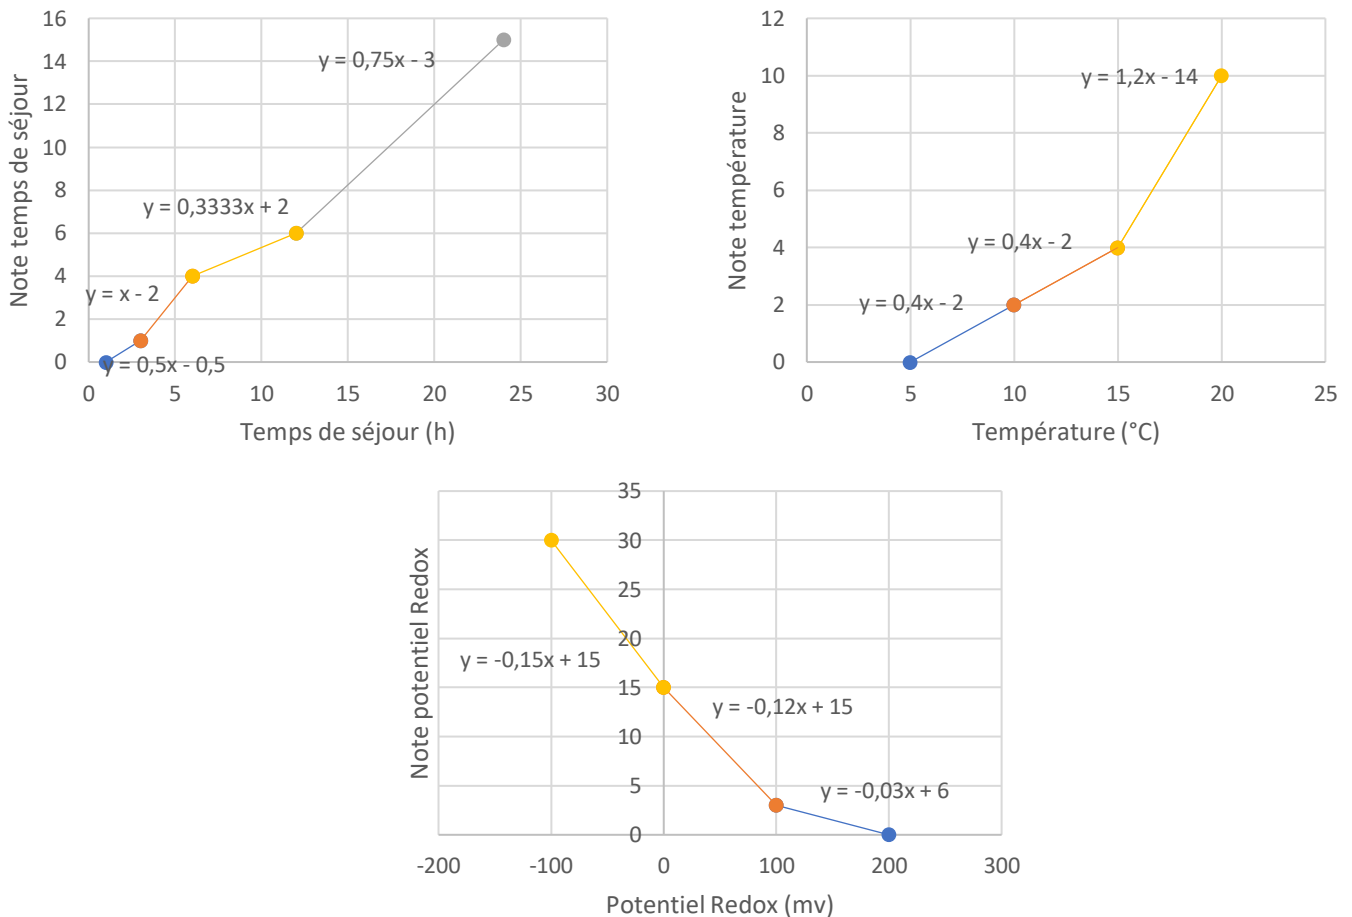 16
14
12
10
8
6
4
2
0
Note temps de séjour
y = 0,75x - 3
y = 0,3333x + 2
y = x - 2
y = 0,5x - 0,5
0 5 10 15 20 25 30
Temps de séjour (h)
12
10
8
6
4
2
0
Note température
y = 1,2x - 14
y = 0,4x - 2
y = 0,4x - 2
0 5 10 15 20 25
Température (°C)
35
30
25
20
15
10
5
0
Note potentiel Redox
y = -0,15x + 15
y = -0,12x + 15
y = -0,03x + 6
-200 -100 0 100 200 300
Potentiel Redox (mv)